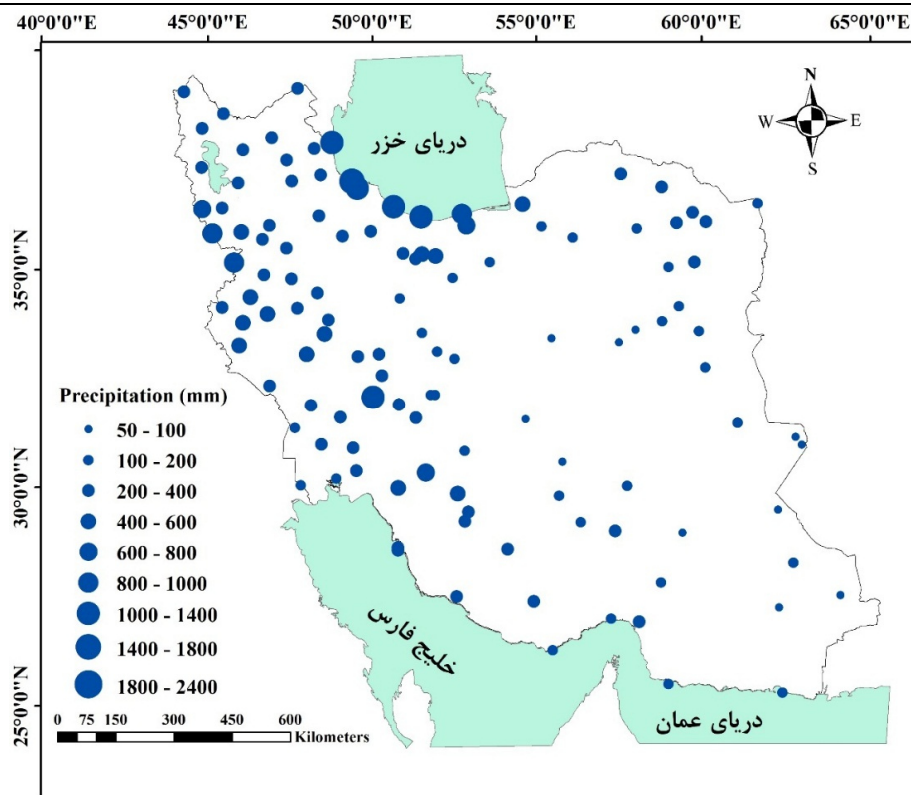 40°0'0"E 45°0'0"E 50°0'0"E 55°0'0"E 60°0'0"E 65°0'0"E
N
W E
S
دریای خزر
35°0'0"N
Precipitation (mm)
50 - 100
100 - 200
200 - 400
400 - 600
600 - 800
800 - 1000
1000 - 1400
1400 - 1800
1800 - 2400
30°0'0"N
خلیج فارس
دریای عمان
25°0'0"N
0 75 150 300 450 600
Kilometers